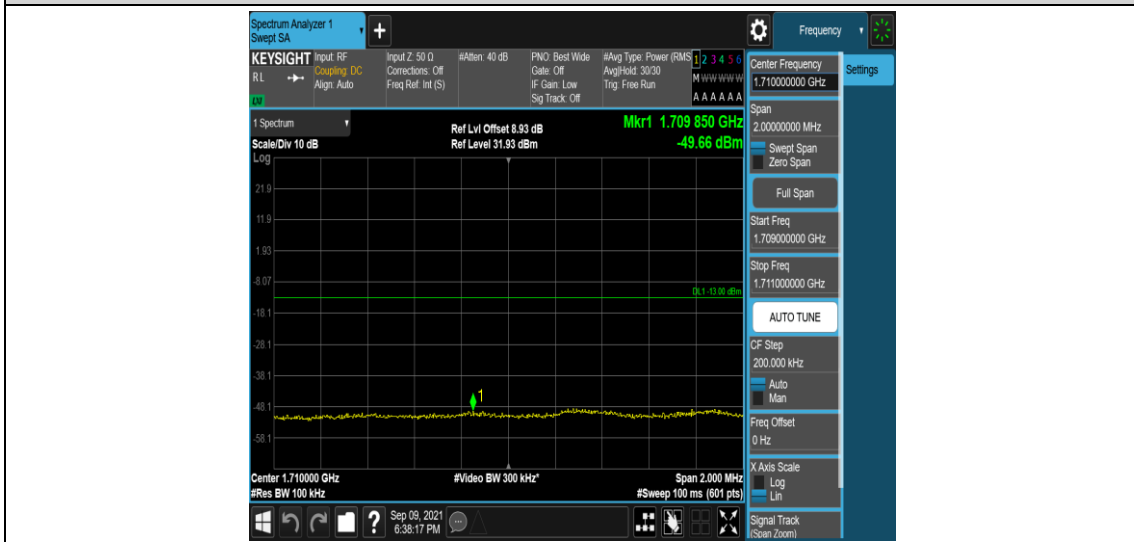 Spectrum Analyzer 1
Swept SA
+
Frequency
KEYSIGHT
RL
LXI
Input: RF
Coupling: DC
Align: Auto
Input Z: 50 Ω
Corrections: Off
Freq Ref: Int (S)
#Atten: 40 dB
PNO: Best Wide
Gate: Off
IF Gain: Low
Sig Track: Off
#Avg Type: Power (RMS
Avg|Hold: 30/30
Trig: Free Run
1 2 3 4 5 6
M W W W W W
A A A A A A
1 Spectrum
Scale/Div 10 dB
Log
Ref Lvl Offset 8.93 dB
Ref Level 31.93 dBm
Mkr1 1.709 850 GHz
-49.66 dBm
21.9
11.9
1.93
-8.07
DL1 -13.00 dBm
-18.1
-28.1
-38.1
1
-48.1
-58.1
Center 1.710000 GHz
#Res BW 100 kHz
#Video BW 300 kHz*
Span 2.000 MHz
#Sweep 100 ms (601 pts)
?
Sep 09, 2021
6:38:17 PM
Center Frequency
1.710000000 GHz
Settings
Span
2.00000000 MHz
Swept Span
Zero Span
Full Span
Start Freq
1.709000000 GHz
Stop Freq
1.711000000 GHz
AUTO TUNE
CF Step
200.000 kHz
Auto
Man
Freq Offset
0 Hz
X Axis Scale
Log
Lin
Signal Track
(Span Zoom)